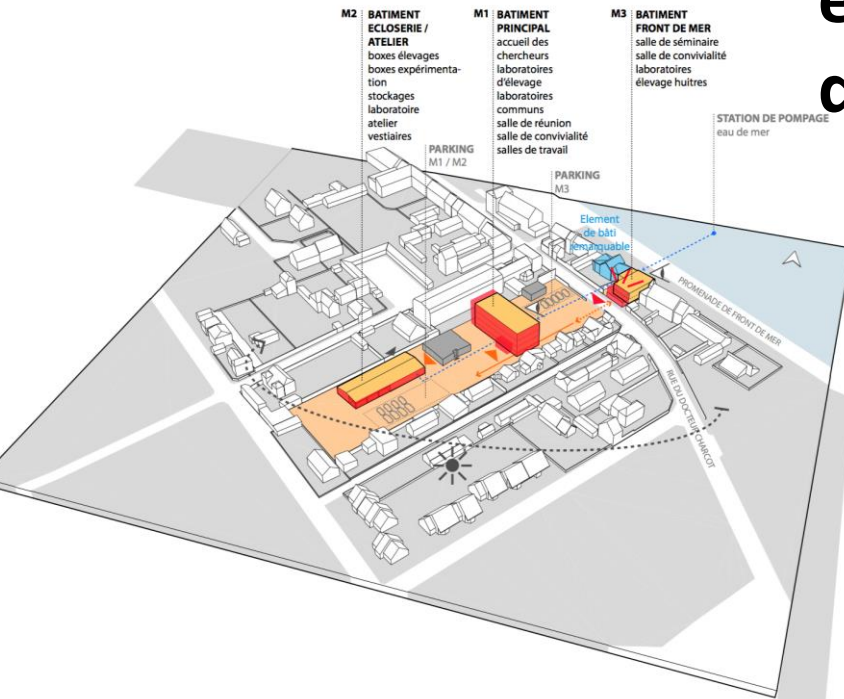 M2 BATIMENT
ECLOSERIE /
ATELIER
boxes élevages
boxes expérimenta-
tion
stockages
laboratoire
atelier
vestiaires
M1 BATIMENT
PRINCIPAL
accueil des
chercheurs
laboratoires
d'élevage
laboratoires
communs
salle de réunion
salle de convivialité
salles de travail
M3 BATIMENT
FRONT DE MER
salle de séminaire
salle de convivialité
laboratoires
élevage huitres
STATION DE POMPAGE
eau de mer
PARKING
M1 / M2
PARKING
M3
Element
de bâti
remarquable
PROMENADE DE FRONT DE MER
RUE DU DOCTEUR CHARCOT